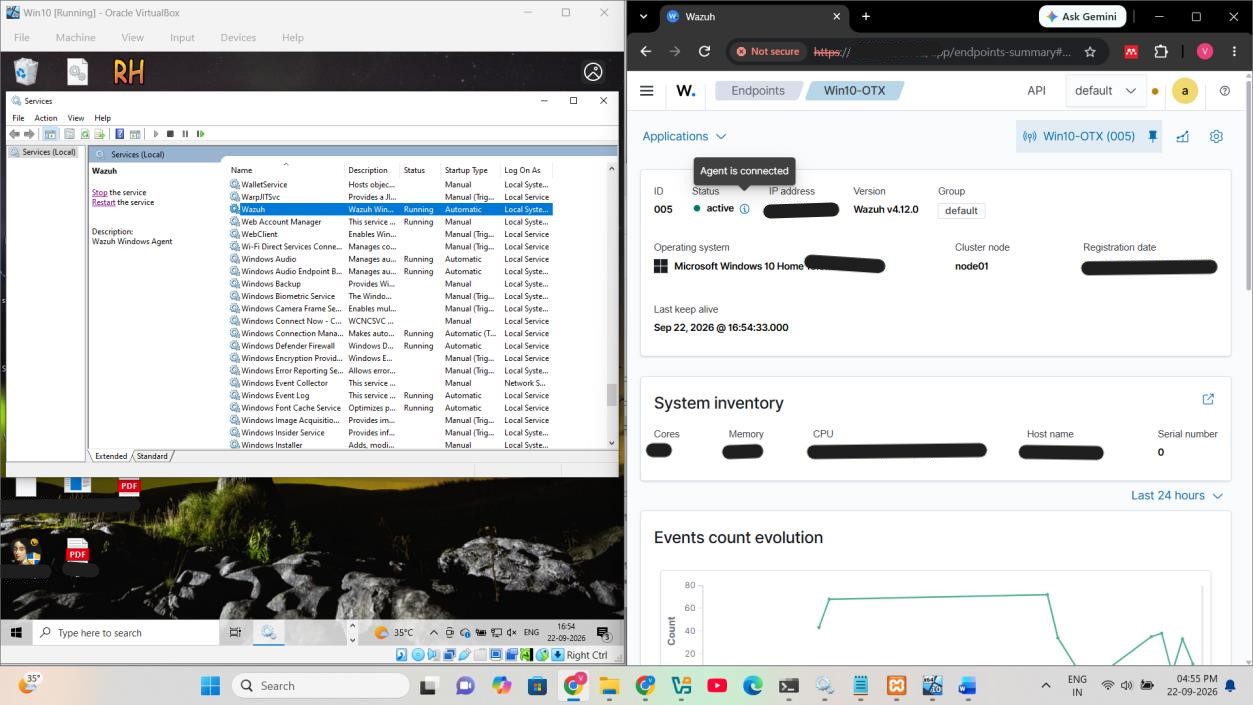 Win10 [Running] - Oracle VirtualBox
File Machine View Input Devices Help
RH
Services
File Action View Help
Services (Local)
Services (Local)
Wazuh
Stop the service
Restart the service
Description:
Wazuh Windows Agent
Name Description Status Startup Type Log On As
WalletService Hosts objec... Manual Local Syste...
WarpJITSvc Provides a JI... Manual (Trig... Local Service
Wazuh Wazuh Win... Running Automatic Local Syste...
Web Account Manager This service ... Running Manual Local Syste...
WebClient Enables Win... Manual (Trig... Local Service
Wi-Fi Direct Services Conne... Manages co... Manual (Trig... Local Service
Windows Audio Manages au... Running Automatic Local Service
Windows Audio Endpoint B... Manages au... Running Automatic Local Syste...
Windows Backup Provides Wi... Manual Local Syste...
Windows Biometric Service The Windo... Manual (Trig... Local Syste...
Windows Camera Frame Se... Enables mul... Manual (Trig... Local Service
Windows Connect Now - C... WCNCSVC ... Manual Local Service
Windows Connection Mana... Makes auto... Running Automatic (T... Local Service
Windows Defender Firewall Windows D... Running Automatic Local Service
Windows Encryption Provid... Windows E... Manual (Trig... Local Service
Windows Error Reporting Se... Allows error... Manual (Trig... Local Syste...
Windows Event Collector This service ... Manual Network S...
Windows Event Log This service ... Running Automatic Local Service
Windows Font Cache Service Optimizes p... Running Automatic Local Service
Windows Image Acquisitio... Provides im... Manual (Trig... Local Service
Windows Insider Service Provides inf... Manual (Trig... Local Syste...
Windows Installer Adds, modi... Manual Local Syste...
Extended Standard
PDF
PDF
Type here to search
35°C
ENG
16:54
22-09-2026
3
Right Ctrl
Wazuh
Ask Gemini
Not secure https:// p/endpoints-summary#...
V
W. Endpoints Win10-OTX API default a
Applications Win10-OTX (005)
Agent is connected
ID Status IP address Version Group
005 active Wazuh v4.12.0 default
Operating system Cluster node Registration date
Microsoft Windows 10 Home node01
Last keep alive
Sep 22, 2026 @ 16:54:33.000
System inventory
Cores Memory CPU Host name Serial number
0
Last 24 hours
Events count evolution
80
60
40
20
Count
35°
Search
ENG
IN
04:55 PM
22-09-2026